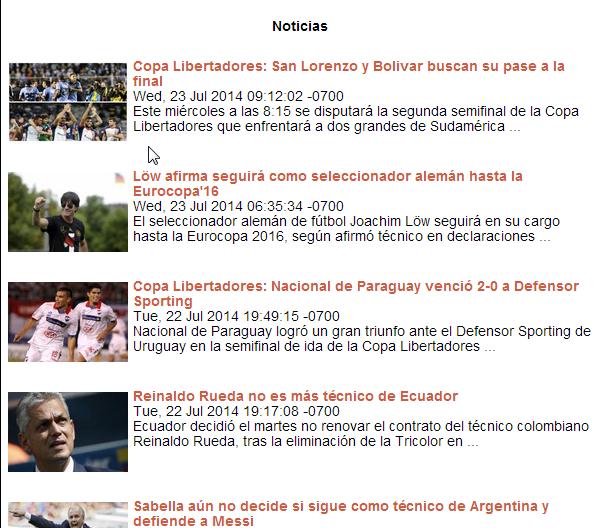 Noticias
Copa Libertadores: San Lorenzo y Bolivar buscan su pase a la
final
Wed, 23 Jul 2014 09:12:02 -0700
Este miércoles a las 8:15 se disputará la segunda semifinal de la Copa
Libertadores que enfrentará a dos grandes de Sudamérica ...
Löw afirma seguirá como seleccionador alemán hasta la
Eurocopa'16
Wed, 23 Jul 2014 06:35:34 -0700
El seleccionador alemán de fútbol Joachim Löw seguirá en su cargo
hasta la Eurocopa 2016, según afirmó técnico en declaraciones ...
Copa Libertadores: Nacional de Paraguay venció 2-0 a Defensor
Sporting
Tue, 22 Jul 2014 19:49:15 -0700
Nacional de Paraguay logró un gran triunfo ante el Defensor Sporting de
Uruguay en la semifinal de ida de la Copa Libertadores ...
Reinaldo Rueda no es más técnico de Ecuador
Tue, 22 Jul 2014 19:17:08 -0700
Ecuador decidió el martes no renovar el contrato del técnico colombiano
Reinaldo Rueda, tras la eliminación de la Tricolor en ...
Sabella aún no decide si sigue como técnico de Argentina y
defiende a Messi